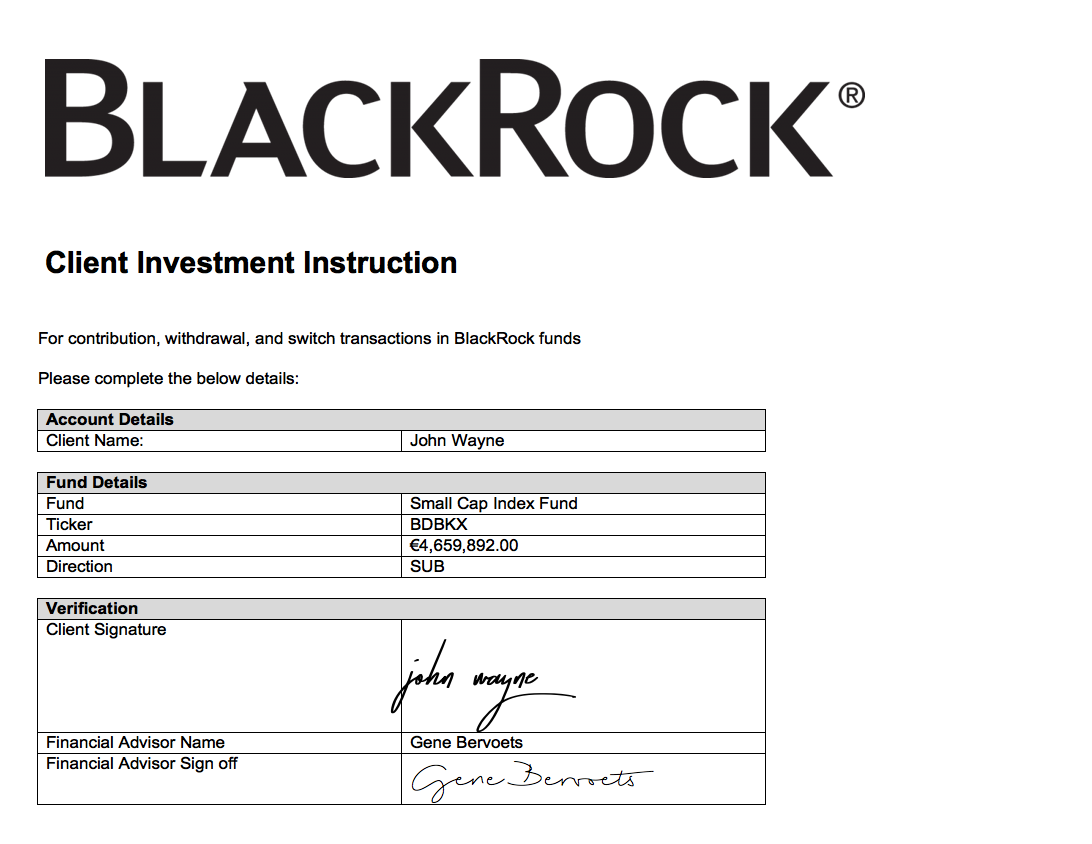 BLACKROCK®
Client Investment Instruction
For contribution, withdrawal, and switch transactions in BlackRock funds
Please complete the below details:
Account Details
Client Name: John Wayne
Fund Details
Fund Small Cap Index Fund
Ticker BDBKX
Amount €4,659,892.00
Direction SUB
Verification
Client Signature john wayne
Financial Advisor Name Gene Bervoets
Financial Advisor Sign off Gene Bervoets